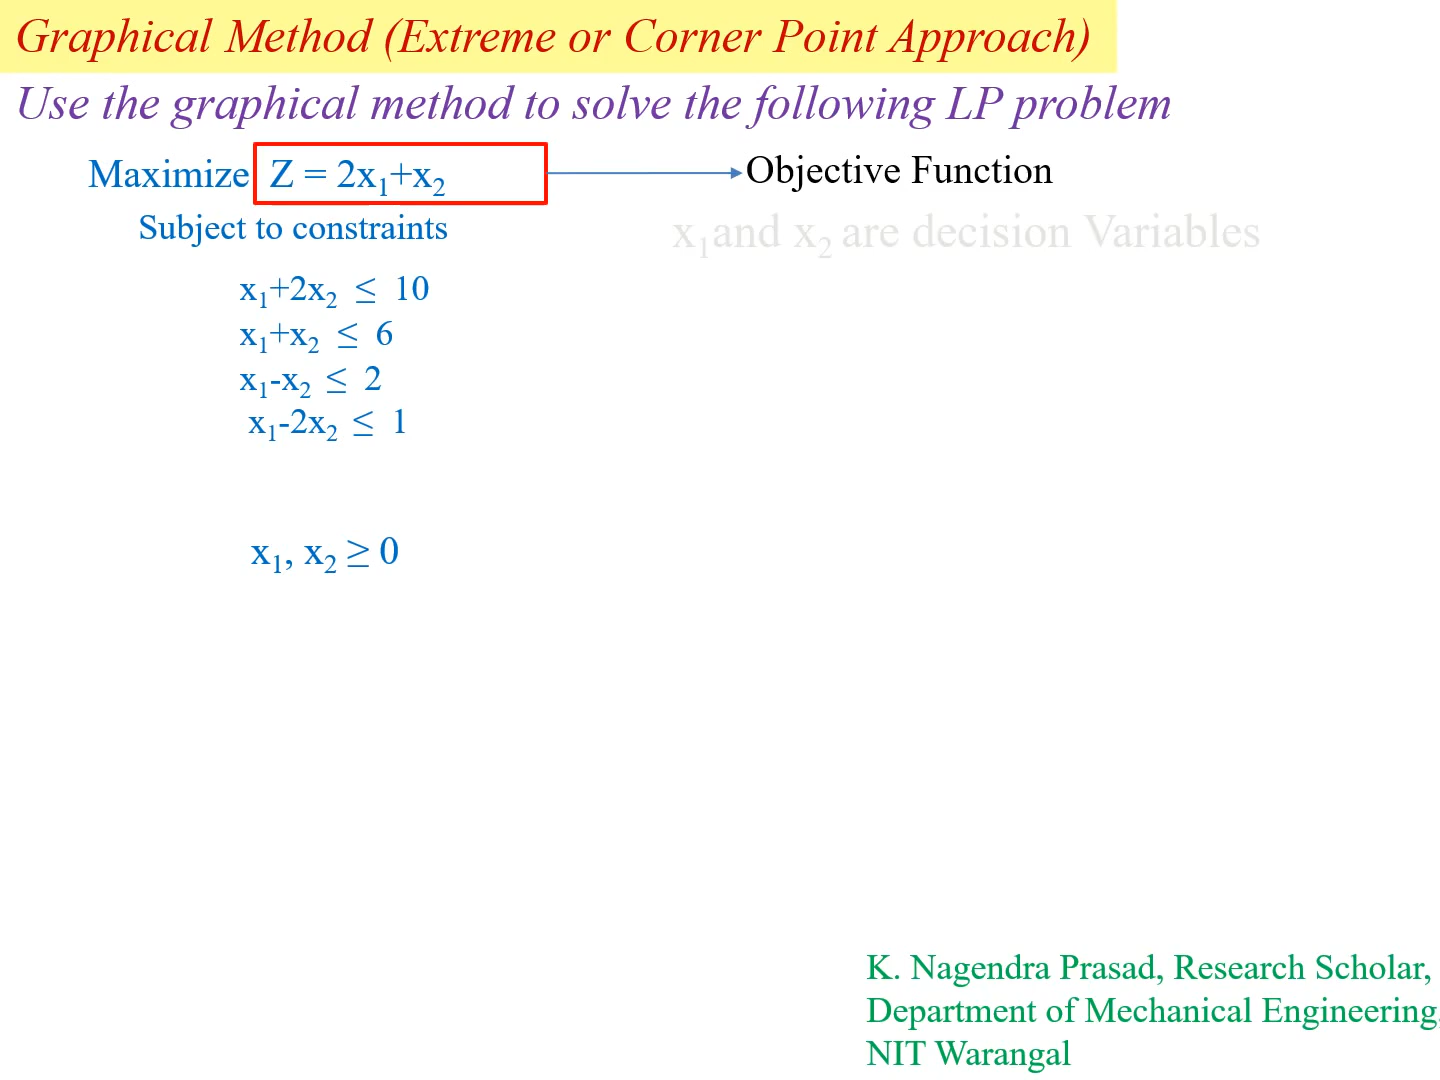 Graphical Method (Extreme or Corner Point Approach)
Use the graphical method to solve the following LP problem
Maximize Z = 2x₁+x₂ Objective Function
Subject to constraints
x₁and x₂ are decision Variables
x₁+2x₂ ≤ 10
x₁+x₂ ≤ 6
x₁-x₂ ≤ 2
x₁-2x₂ ≤ 1
x₁, x₂ ≥ 0
K. Nagendra Prasad, Research Scholar,
Department of Mechanical Engineering,
NIT Warangal